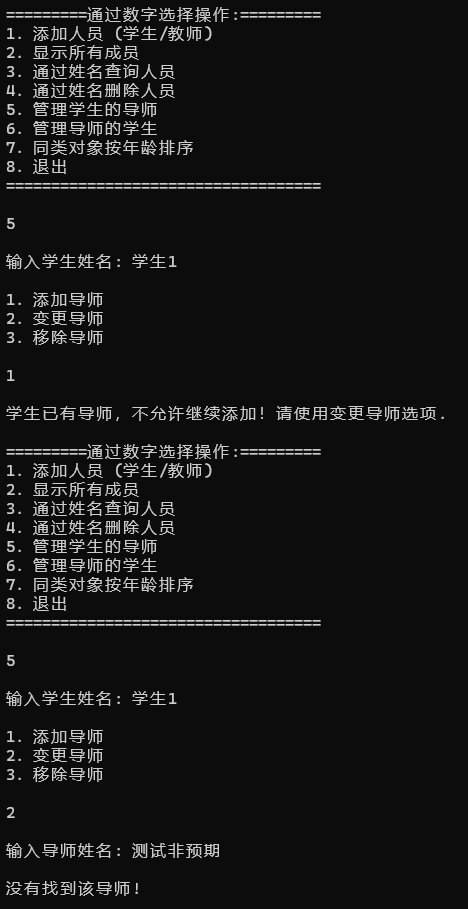 =========通过数字选择操作:=========
1. 添加人员 (学生/教师)
2. 显示所有成员
3. 通过姓名查询人员
4. 通过姓名删除人员
5. 管理学生的导师
6. 管理导师的学生
7. 同类对象按年龄排序
8. 退出
===================================
5
输入学生姓名: 学生1
1. 添加导师
2. 变更导师
3. 移除导师
1
学生已有导师, 不允许继续添加! 请使用变更导师选项.
=========通过数字选择操作:=========
1. 添加人员 (学生/教师)
2. 显示所有成员
3. 通过姓名查询人员
4. 通过姓名删除人员
5. 管理学生的导师
6. 管理导师的学生
7. 同类对象按年龄排序
8. 退出
===================================
5
输入学生姓名: 学生1
1. 添加导师
2. 变更导师
3. 移除导师
2
输入导师姓名: 测试非预期
没有找到该导师!